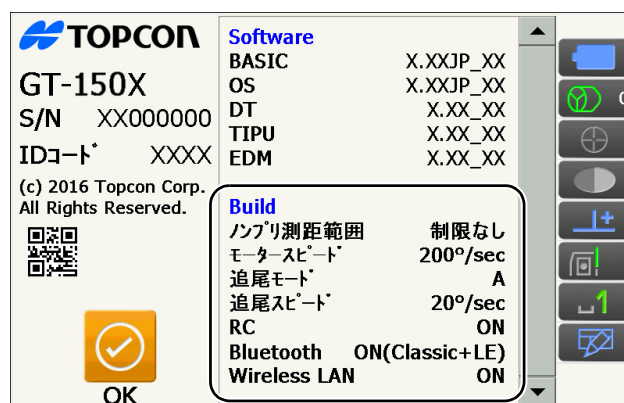 TOPCON
GT-150X
S/N XX000000
IDｺｰﾄﾞ XXXX
(c) 2016 Topcon Corp.
All Rights Reserved.
OK
Software
BASIC X.XXJP_XX
OS X.XXJP_XX
DT X.XX_XX
TIPU X.XX_XX
EDM X.XX_XX
Build
ﾉﾝﾌﾟﾘ測距範囲 制限なし
ﾓｰﾀｰｽﾋﾟｰﾄﾞ 200º/sec
追尾ﾓｰﾄﾞ A
追尾ｽﾋﾟｰﾄﾞ 20º/sec
RC ON
Bluetooth ON(Classic+LE)
Wireless LAN ON
1